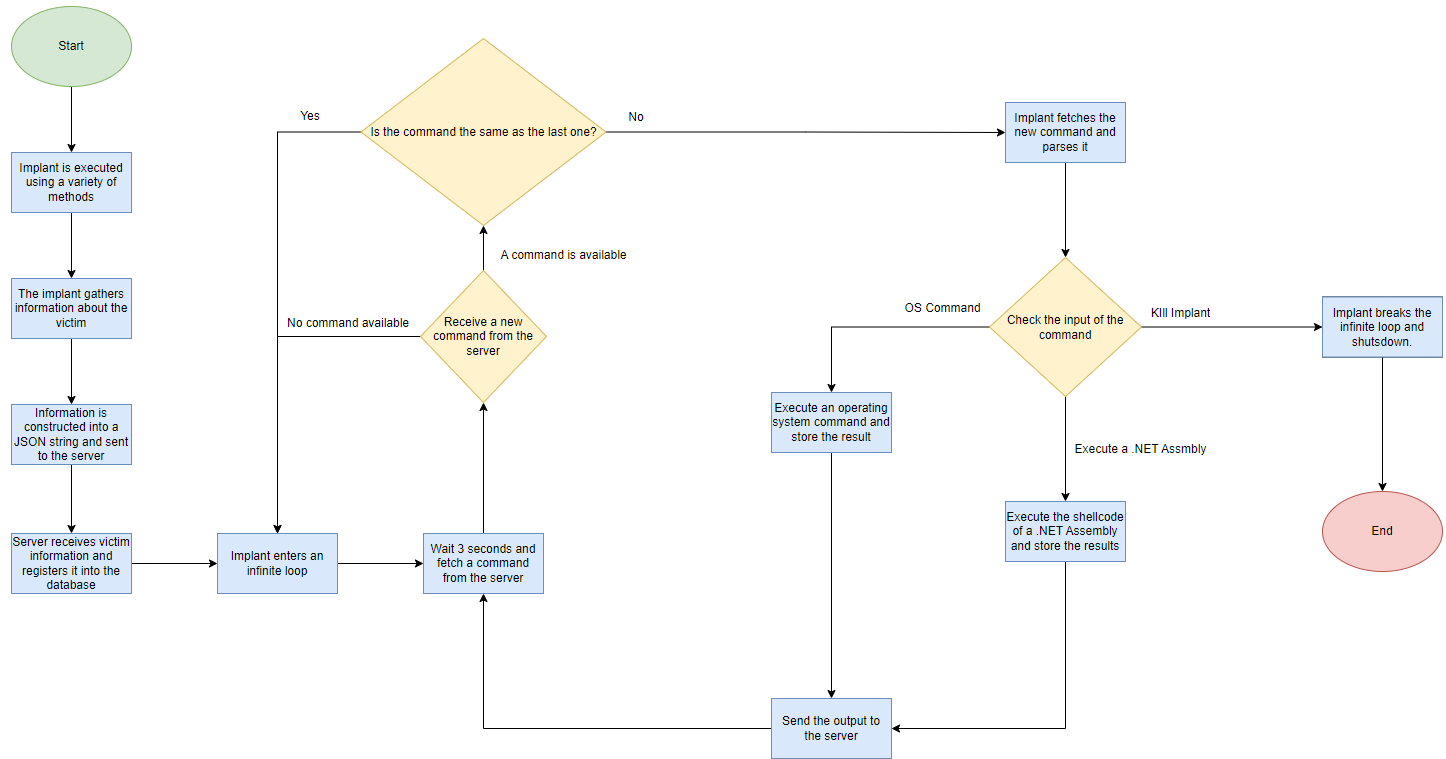 Start
Implant is executed
using a variety of
methods
The implant gathers
information about the
victim
Information is
constructed into a
JSON string and sent
to the server
Server receives victim
information and
registers it into the
database
Implant enters an
infinite loop
Wait 3 seconds and
fetch a command
from the server
Receive a new
command from the
server
No command available
A command is available
Is the command the same as the last one?
Yes
No
Implant fetches the
new command and
parses it
Check the input of the
command
OS Command
KIll Implant
Execute a .NET Assmbly
Execute an operating
system command and
store the result
Execute the shellcode
of a .NET Assembly
and store the results
Send the output to
the server
Implant breaks the
infinite loop and
shutsdown.
End